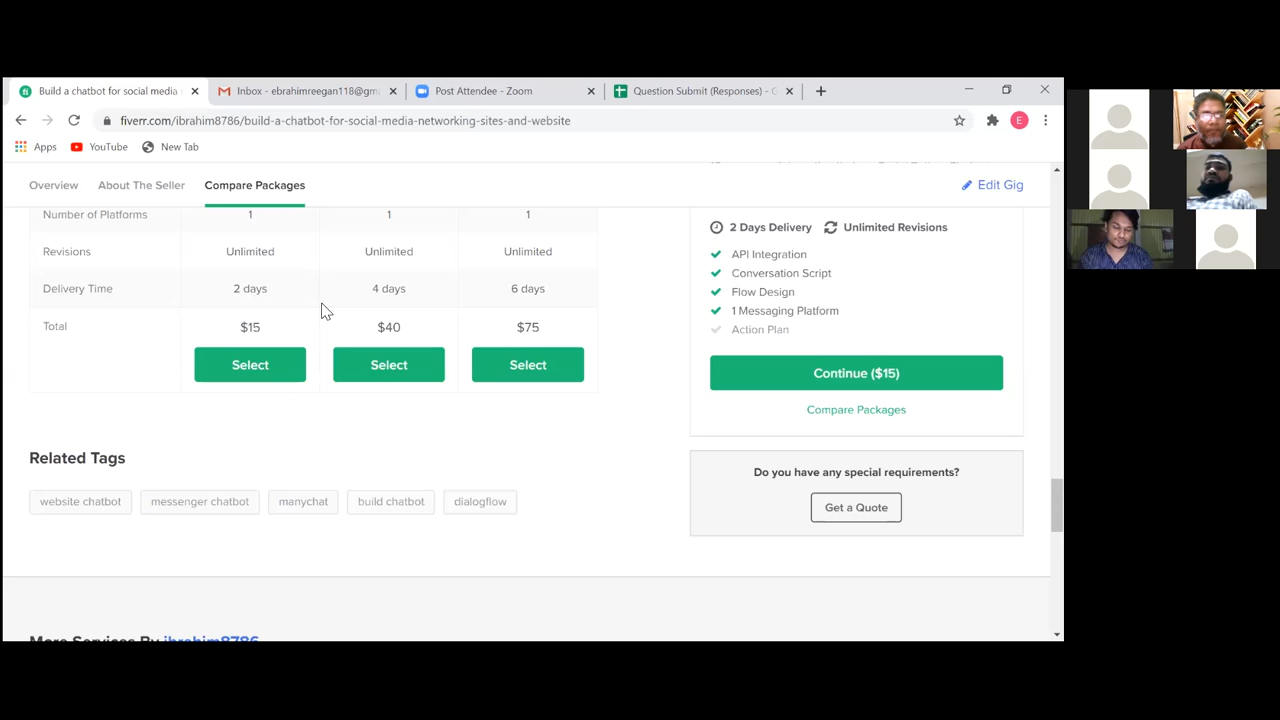 Build a chatbot for social media
Inbox - ebrahimreegan118@gma
Post Attendee - Zoom
Question Submit (Responses) - G
fiverr.com/ibrahim8786/build-a-chatbot-for-social-media-networking-sites-and-website
E
Apps
YouTube
New Tab
Overview
About The Seller
Compare Packages
Edit Gig
Number of Platforms 1 1 1
Revisions Unlimited Unlimited Unlimited
Delivery Time 2 days 4 days 6 days
Total $15 $40 $75
Select Select Select
2 Days Delivery Unlimited Revisions
API Integration
Conversation Script
Flow Design
1 Messaging Platform
Action Plan
Continue ($15)
Compare Packages
Related Tags
website chatbot
messenger chatbot
manychat
build chatbot
dialogflow
Do you have any special requirements?
Get a Quote
More Services By ibrahim8786